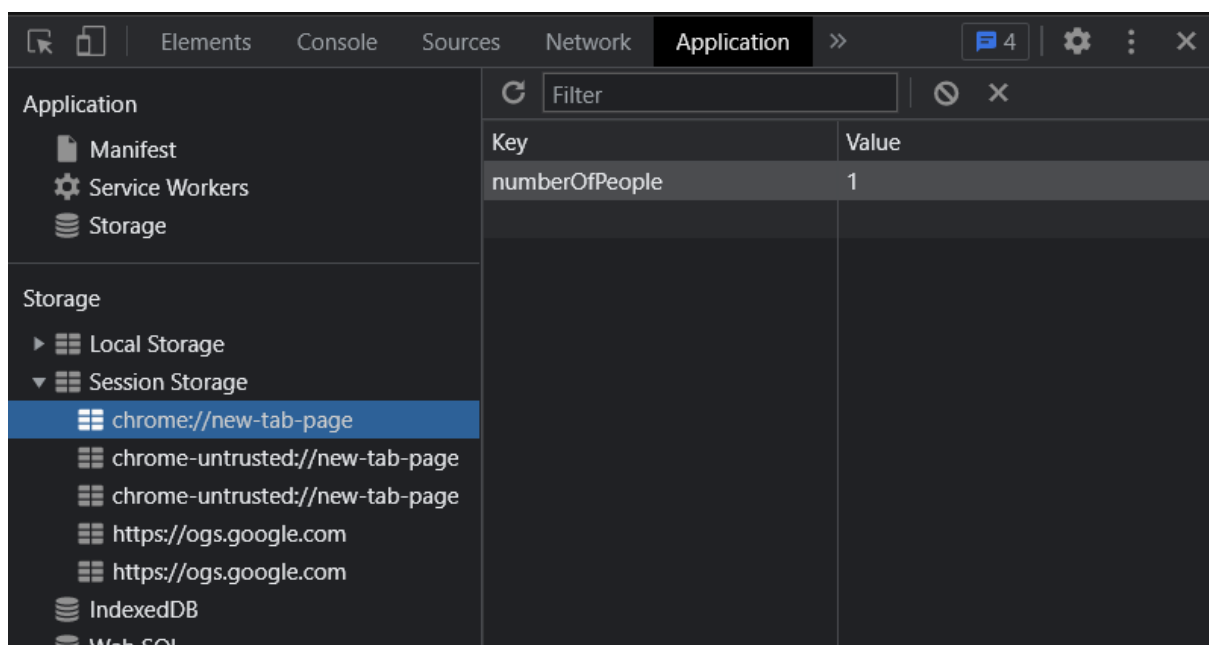 Elements Console Sources Network Application 4
Application
Manifest
Service Workers
Storage
Storage
Local Storage
Session Storage
chrome://new-tab-page
chrome-untrusted://new-tab-page
chrome-untrusted://new-tab-page
https://ogs.google.com
https://ogs.google.com
IndexedDB
Web SQL
Filter
Key Value
numberOfPeople 1